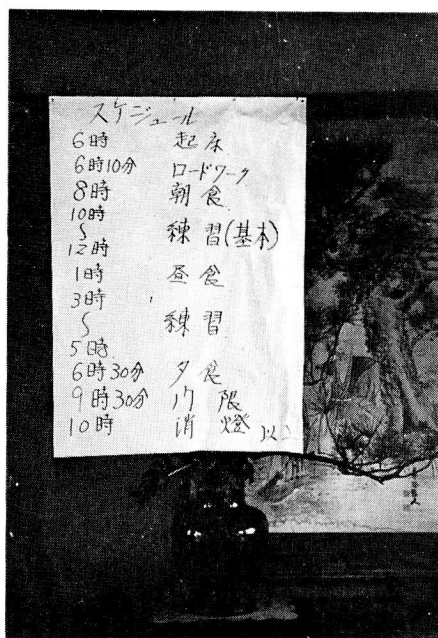 スケジュール
6時 起床
6時10分 ロードワーク
8時 朝食
10時
〜
12時 練習(基本)
1時 昼食
3時
〜
5時 練習
6時30分 夕食
9時30分 門限
10時 消燈 以上